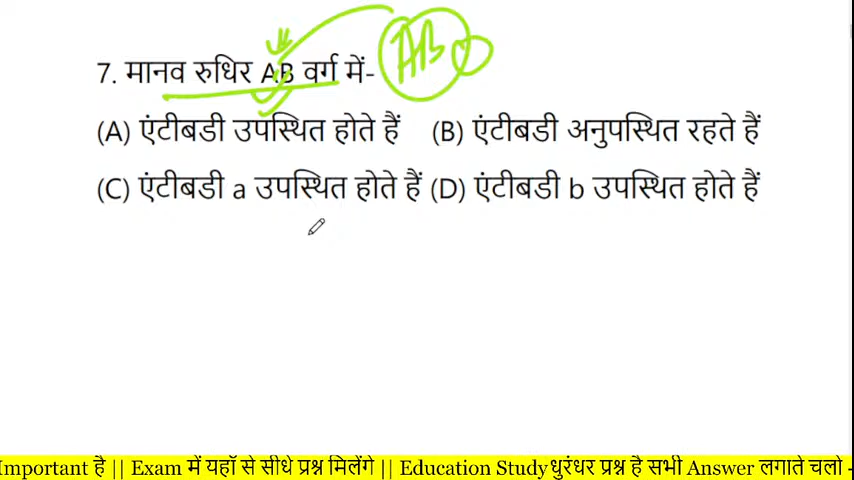 AB
7. मानव रुधिर AB वर्ग में-
(A) एंटीबडी उपस्थित होते हैं (B) एंटीबडी अनुपस्थित रहते हैं
(C) एंटीबडी a उपस्थित होते हैं (D) एंटीबडी b उपस्थित होते हैं
Important है || Exam में यहाँ से सीधे प्रश्न मिलेंगे || Education Study धुरंधर प्रश्न है सभी Answer लगाते चलो -